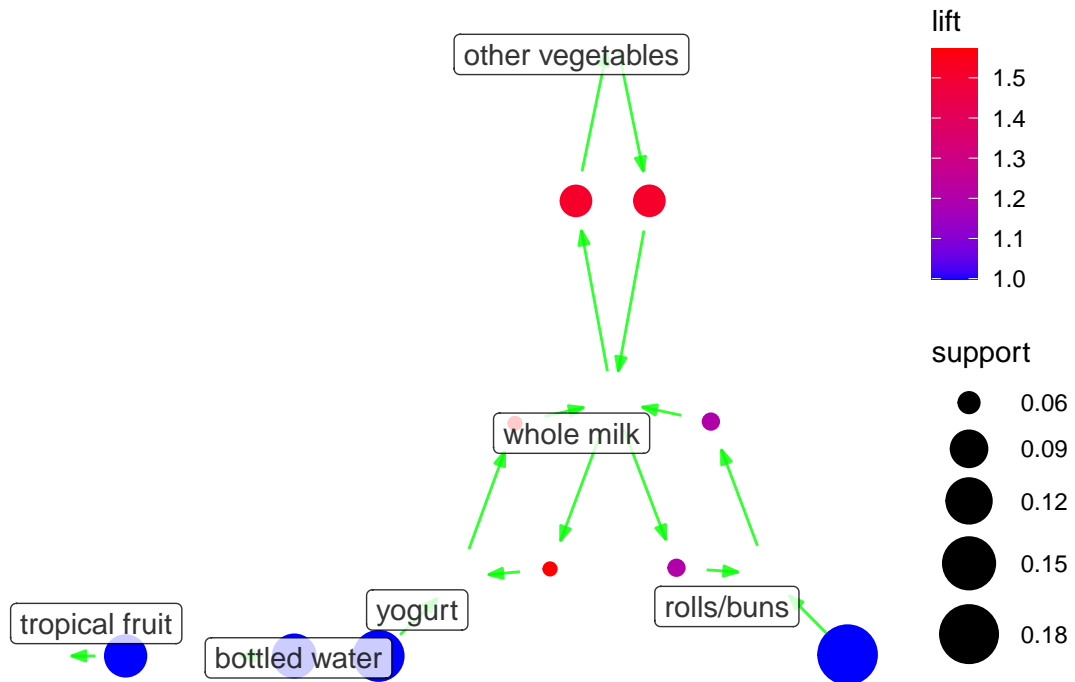 lift
other vegetables
1.5
1.4
1.3
1.2
1.1
1.0
support
0.06
whole milk
0.09
0.12
0.15
yogurt
rolls/buns
tropical fruit
0.18
bottled water